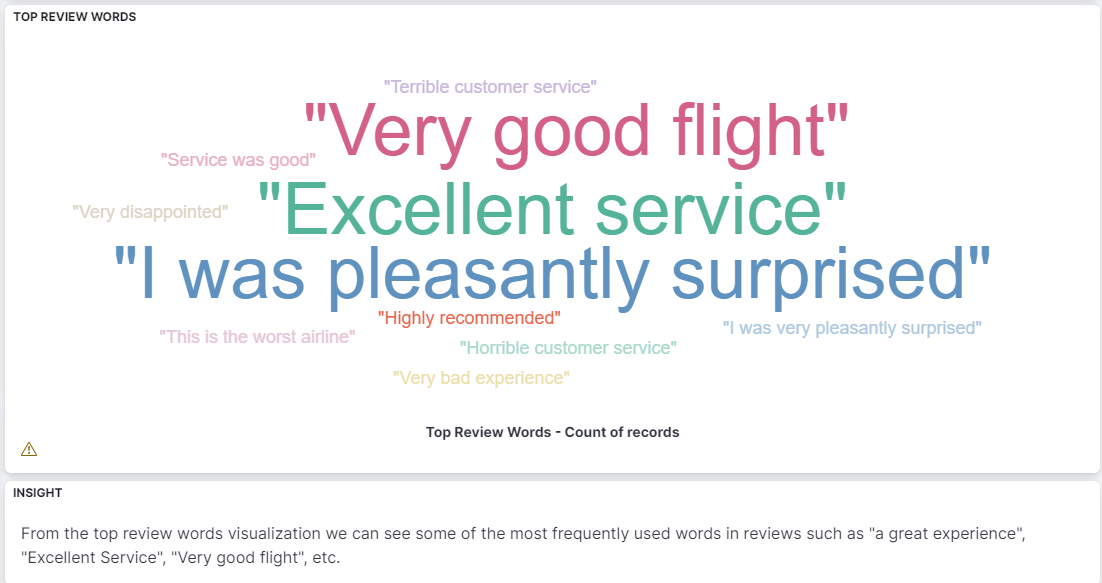 TOP REVIEW WORDS
"Terrible customer service"
"Very good flight"
"Service was good"
"Excellent service"
"Very disappointed"
"I was pleasantly surprised"
"Highly recommended"
"I was very pleasantly surprised"
"This is the worst airline"
"Horrible customer service"
"Very bad experience"
Top Review Words - Count of records
INSIGHT
From the top review words visualization we can see some of the most frequently used words in reviews such as "a great experience",
"Excellent Service", "Very good flight", etc.